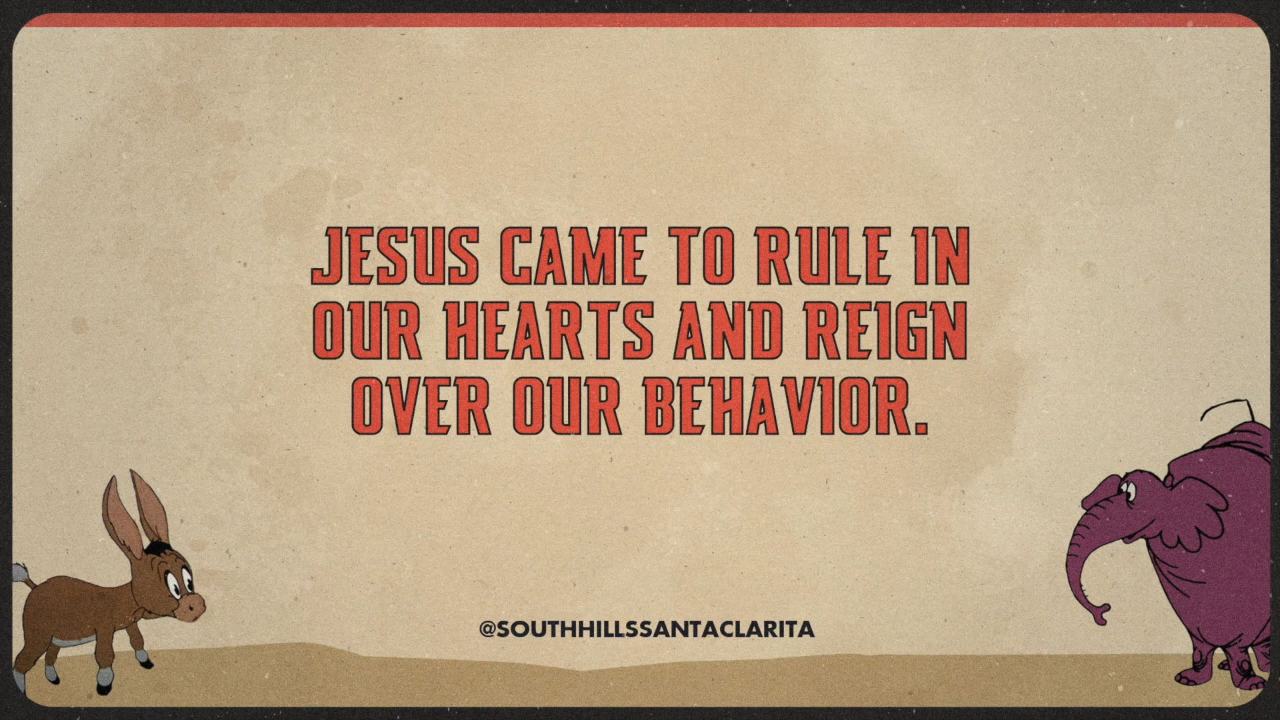 JESUS CAME TO RULE IN
OUR HEARTS AND REIGN
OVER OUR BEHAVIOR.
@SOUTHHILLSSANTACLARITA